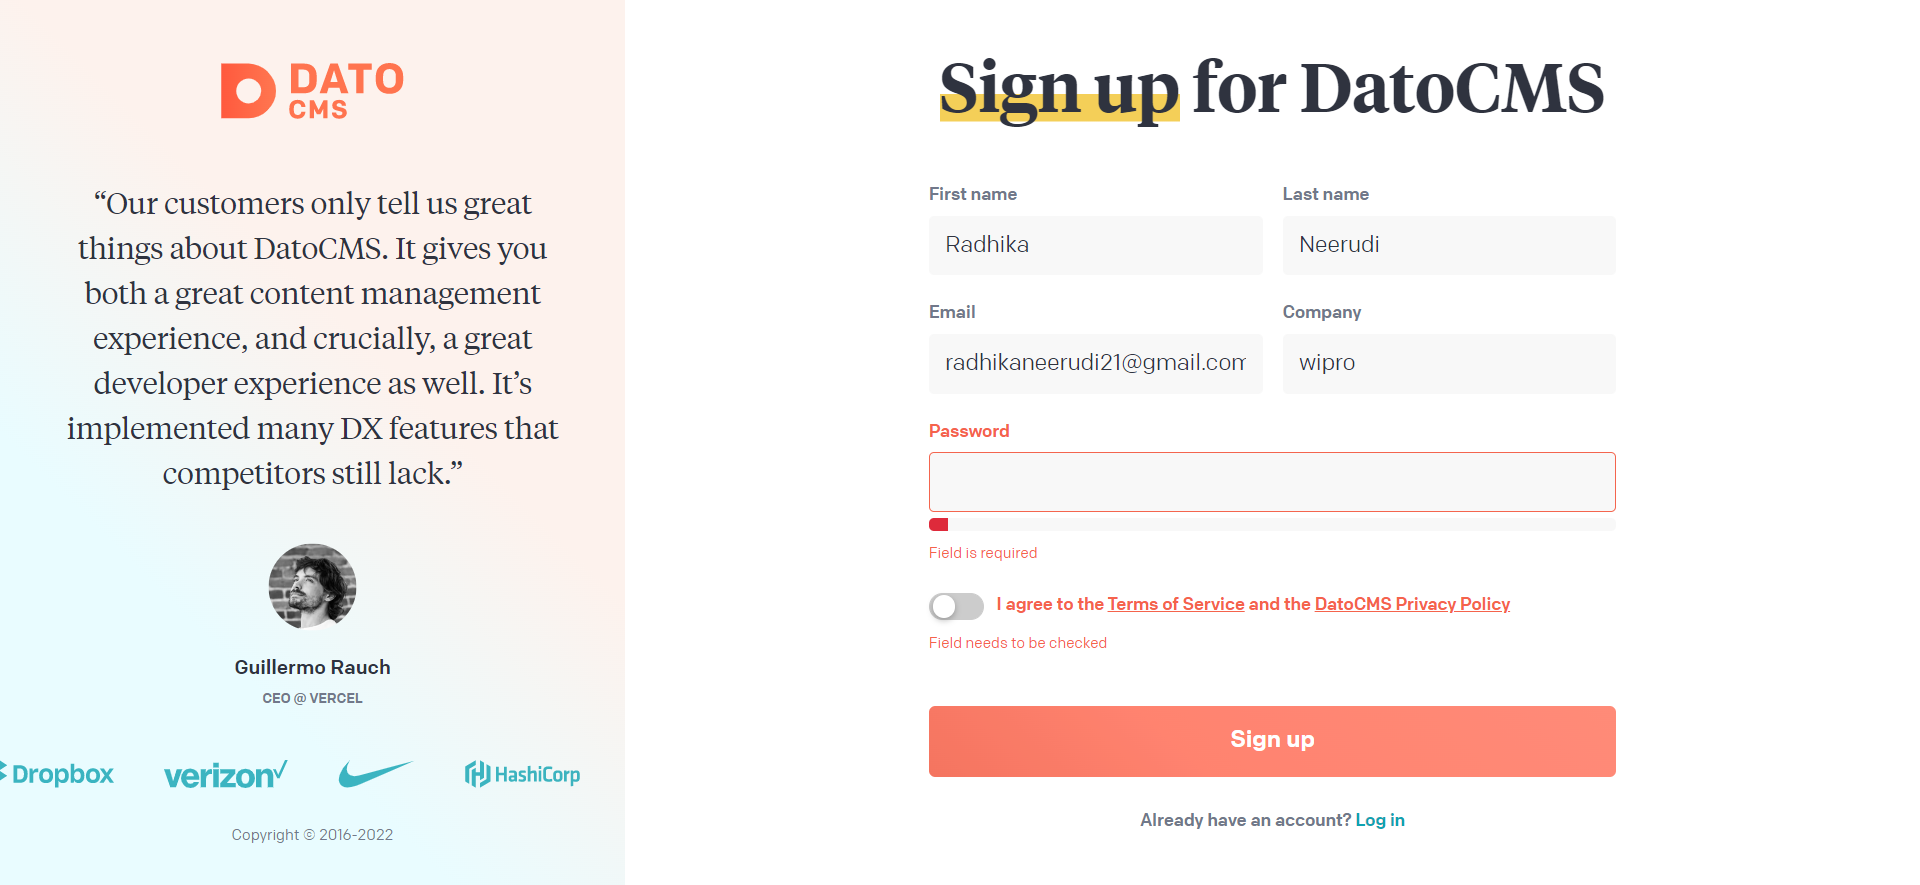 DATO
CMS
“Our customers only tell us great
things about DatoCMS. It gives you
both a great content management
experience, and crucially, a great
developer experience as well. It’s
implemented many DX features that
competitors still lack.”
Guillermo Rauch
CEO @ VERCEL
Dropbox
verizon
HashiCorp
Copyright © 2016-2022
Sign up for DatoCMS
First name
Last name
Radhika
Neerudi
Email
Company
radhikaneerudi21@gmail.com
wipro
Password
Field is required
I agree to the Terms of Service and the DatoCMS Privacy Policy
Field needs to be checked
Sign up
Already have an account? Log in